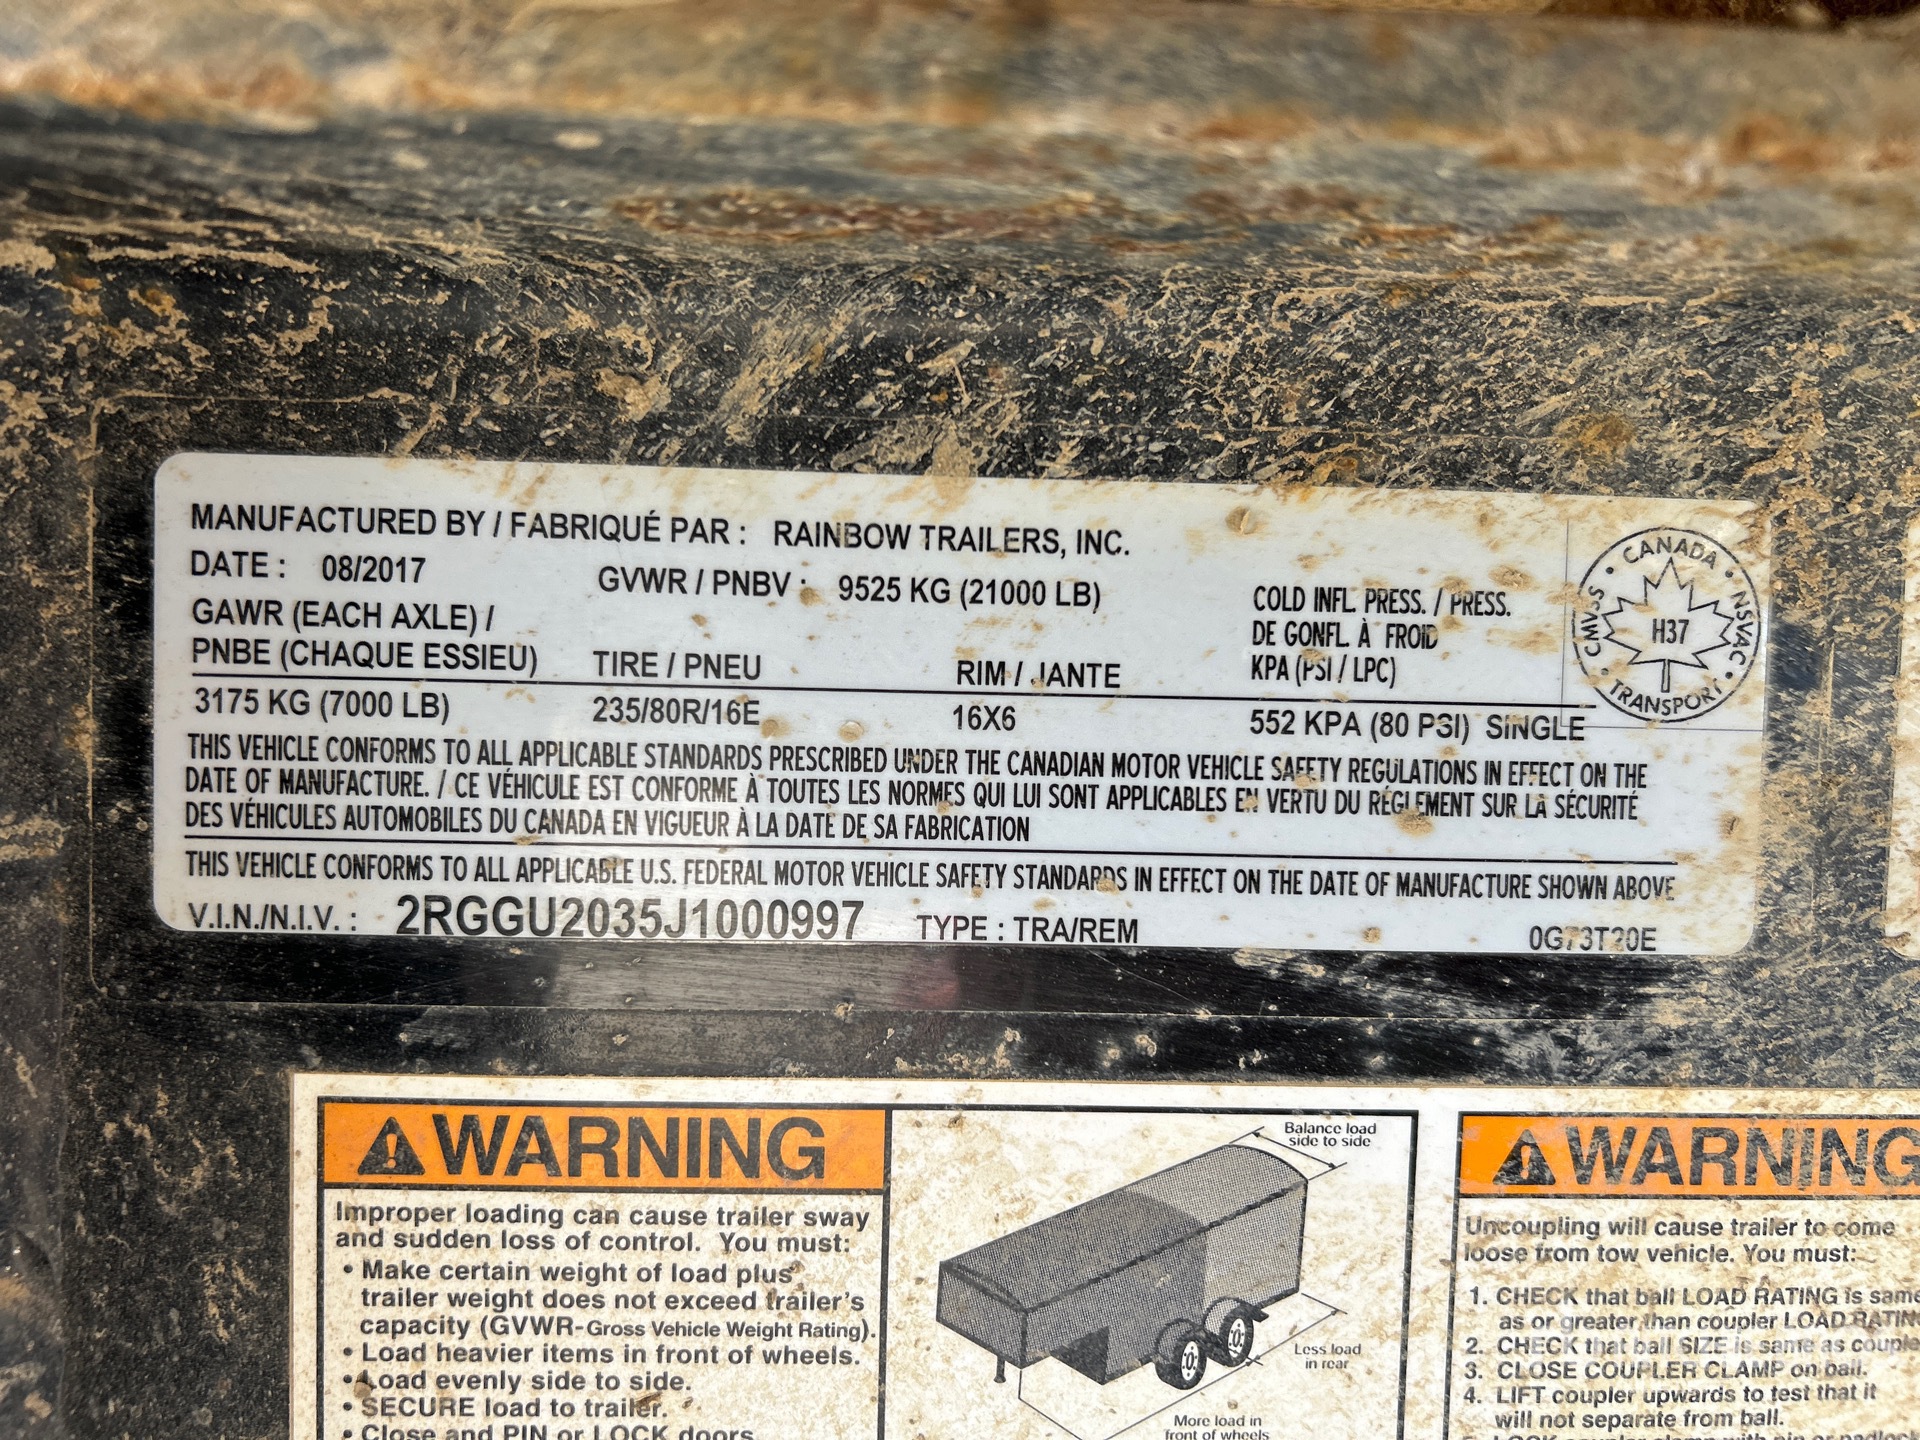 MANUFACTURED BY / FABRIQUÉ PAR : RAINBOW TRAILERS, INC.
DATE : 08/2017 GVWR / PNBV : 9525 KG (21000 LB)
GAWR (EACH AXLE) /
PNBE (CHAQUE ESSIEU) TIRE / PNEU RIM / JANTE
COLD INFL. PRESS. / PRESS.
DE GONFL. À FROID
KPA (PSI / LPC)
3175 KG (7000 LB) 235/80R/16E 16X6 552 KPA (80 PSI) SINGLE
CANADA
CMVSS NSVAC
H37
TRANSPORT
THIS VEHICLE CONFORMS TO ALL APPLICABLE STANDARDS PRESCRIBED UNDER THE CANADIAN MOTOR VEHICLE SAFETY REGULATIONS IN EFFECT ON THE
DATE OF MANUFACTURE. / CE VÉHICULE EST CONFORME À TOUTES LES NORMES QUI LUI SONT APPLICABLES EN VERTU DU RÉGLEMENT SUR LA SÉCURITÉ
DES VÉHICULES AUTOMOBILES DU CANADA EN VIGUEUR À LA DATE DE SA FABRICATION
THIS VEHICLE CONFORMS TO ALL APPLICABLE U.S. FEDERAL MOTOR VEHICLE SAFETY STANDARDS IN EFFECT ON THE DATE OF MANUFACTURE SHOWN ABOVE
V.I.N./N.I.V. : 2RGGU2035J1000997 TYPE : TRA/REM 0G73T20E
WARNING
Improper loading can cause trailer sway
and sudden loss of control. You must:
• Make certain weight of load plus
trailer weight does not exceed trailer's
capacity (GVWR-Gross Vehicle Weight Rating).
• Load heavier items in front of wheels.
• Load evenly side to side.
• SECURE load to trailer.
• Close and PIN or LOCK doors
Balance load
side to side
Less load
in rear
More load in
front of wheels
WARNING
Uncoupling will cause trailer to come
loose from tow vehicle. You must:
1. CHECK that ball LOAD RATING is same
as or greater than coupler LOAD RATING
2. CHECK that ball SIZE is same as
3. CLOSE COUPLER CLAMP on ball.
4. LIFT coupler upwards to test that it
will not separate from ball.